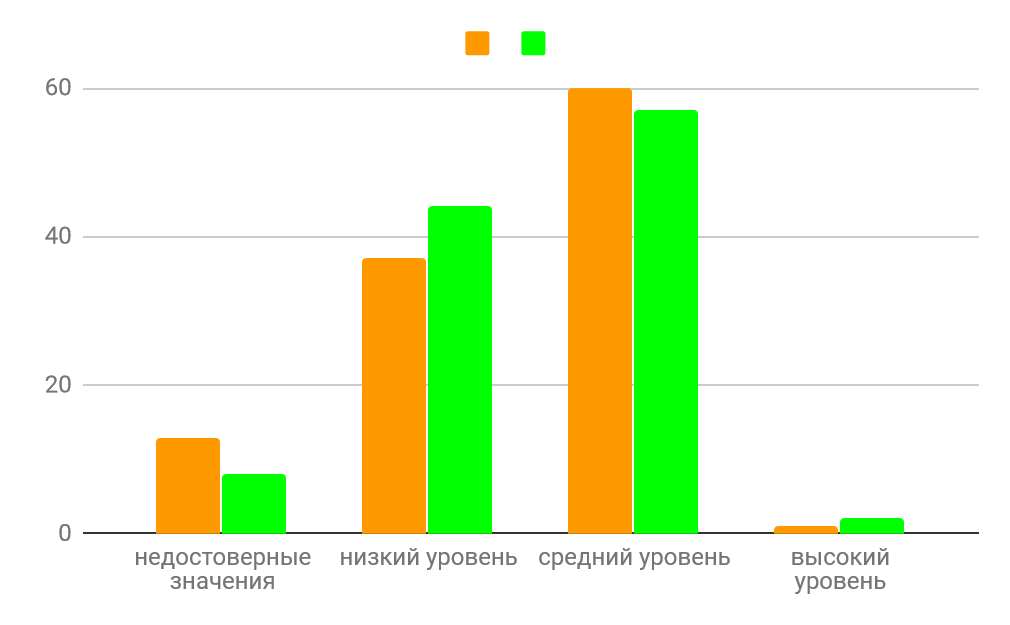 60
40
20
0
недостоверные
значения
низкий уровень
средний уровень
высокий
уровень